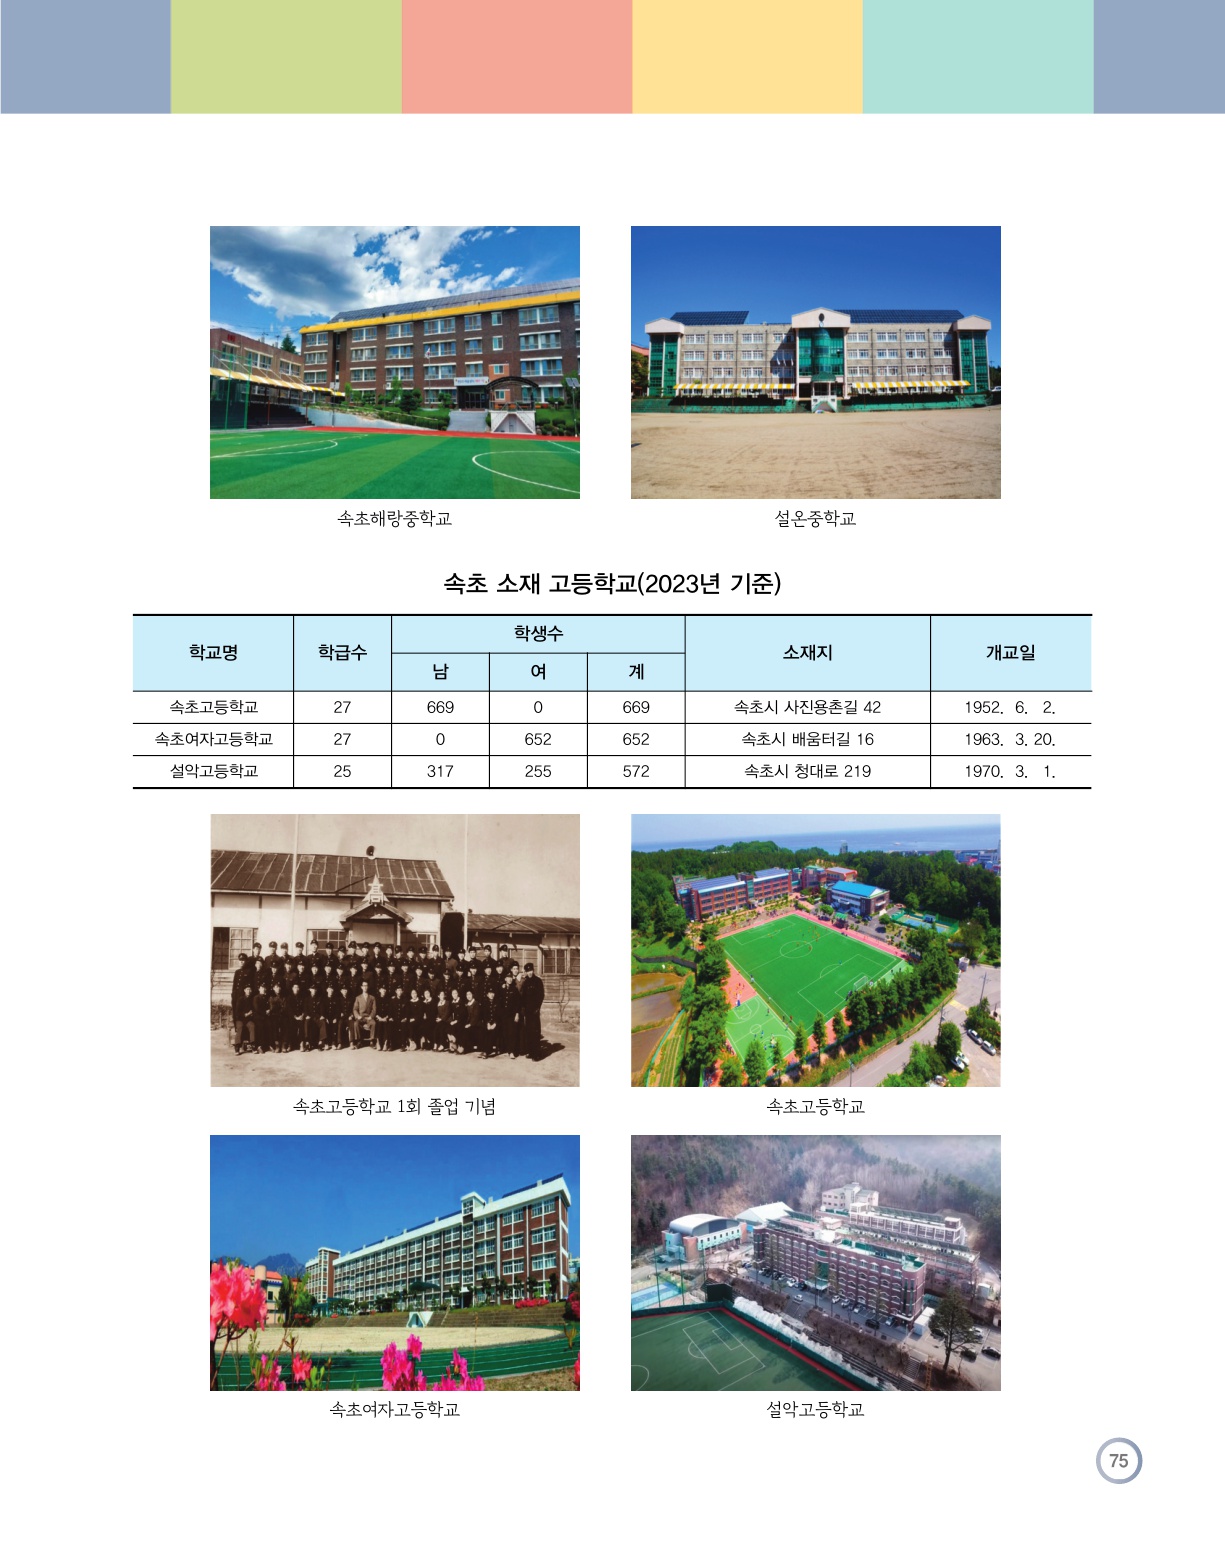 속초해랑중학교
설온중학교
속초 소재 고등학교(2023년 기준)
학교명 학급수 학생수 소재지 개교일
남 여 계
속초고등학교 27 669 0 669 속초시 사진용촌길 42 1952. 6. 2.
속초여자고등학교 27 0 652 652 속초시 배움터길 16 1963. 3. 20.
설악고등학교 25 317 255 572 속초시 청대로 219 1970. 3. 1.
속초고등학교 1회 졸업 기념
속초고등학교
속초여자고등학교
설악고등학교
75